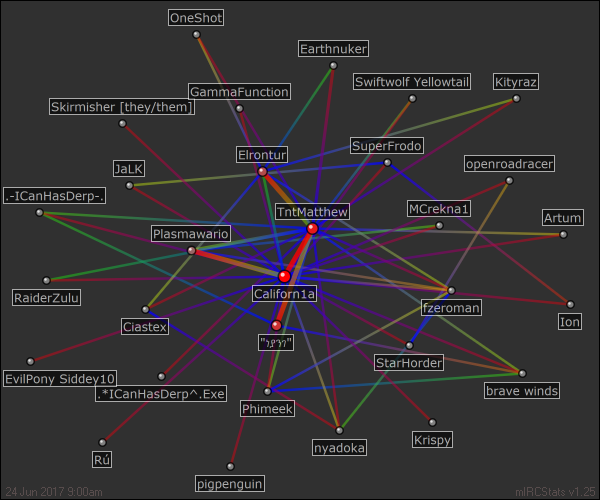 OneShot
Earthnuker
Swiftwolf Yellowtail
Kityraz
GammaFunction
Skirmisher [they/them]
SuperFrodo
Elrontur
openroadracer
JaLK
.-ICanHasDerp-.
TntMatthew
MCrekna1
Artum
Plasmawario
RaiderZulu
Californ1a
fzeroman
Ion
Ciastex
StarHorder
EvilPony Siddey10
.*ICanHasDerp^.Exe
brave winds
Phimeek
Krispy
nyadoka
Rú
pigpenguin
24 Jun 2017 9:00am
mIRCStats v1.25